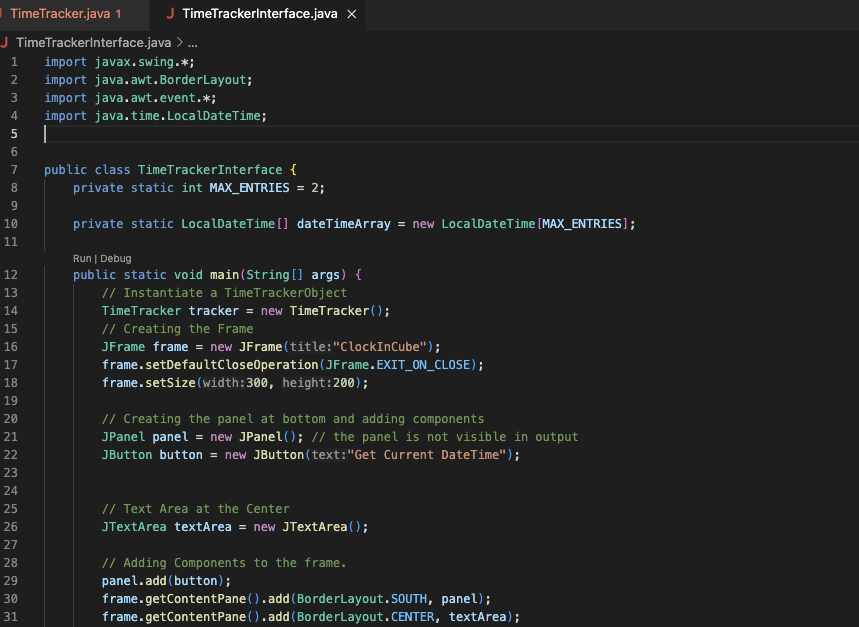 TimeTracker.java 1 TimeTrackerInterface.java
TimeTrackerInterface.java > ...
1 import javax.swing.*;
2 import java.awt.BorderLayout;
3 import java.awt.event.*;
4 import java.time.LocalDateTime;
5
6
7 public class TimeTrackerInterface {
8 private static int MAX_ENTRIES = 2;
9
10 private static LocalDateTime[] dateTimeArray = new LocalDateTime[MAX_ENTRIES];
11
Run | Debug
12 public static void main(String[] args) {
13 // Instantiate a TimeTrackerObject
14 TimeTracker tracker = new TimeTracker();
15 // Creating the Frame
16 JFrame frame = new JFrame(title:"ClockInCube");
17 frame.setDefaultCloseOperation(JFrame.EXIT_ON_CLOSE);
18 frame.setSize(width:300, height:200);
19
20 // Creating the panel at bottom and adding components
21 JPanel panel = new JPanel(); // the panel is not visible in output
22 JButton button = new JButton(text:"Get Current DateTime");
23
24
25 // Text Area at the Center
26 JTextArea textArea = new JTextArea();
27
28 // Adding Components to the frame.
29 panel.add(button);
30 frame.getContentPane().add(BorderLayout.SOUTH, panel);
31 frame.getContentPane().add(BorderLayout.CENTER, textArea);